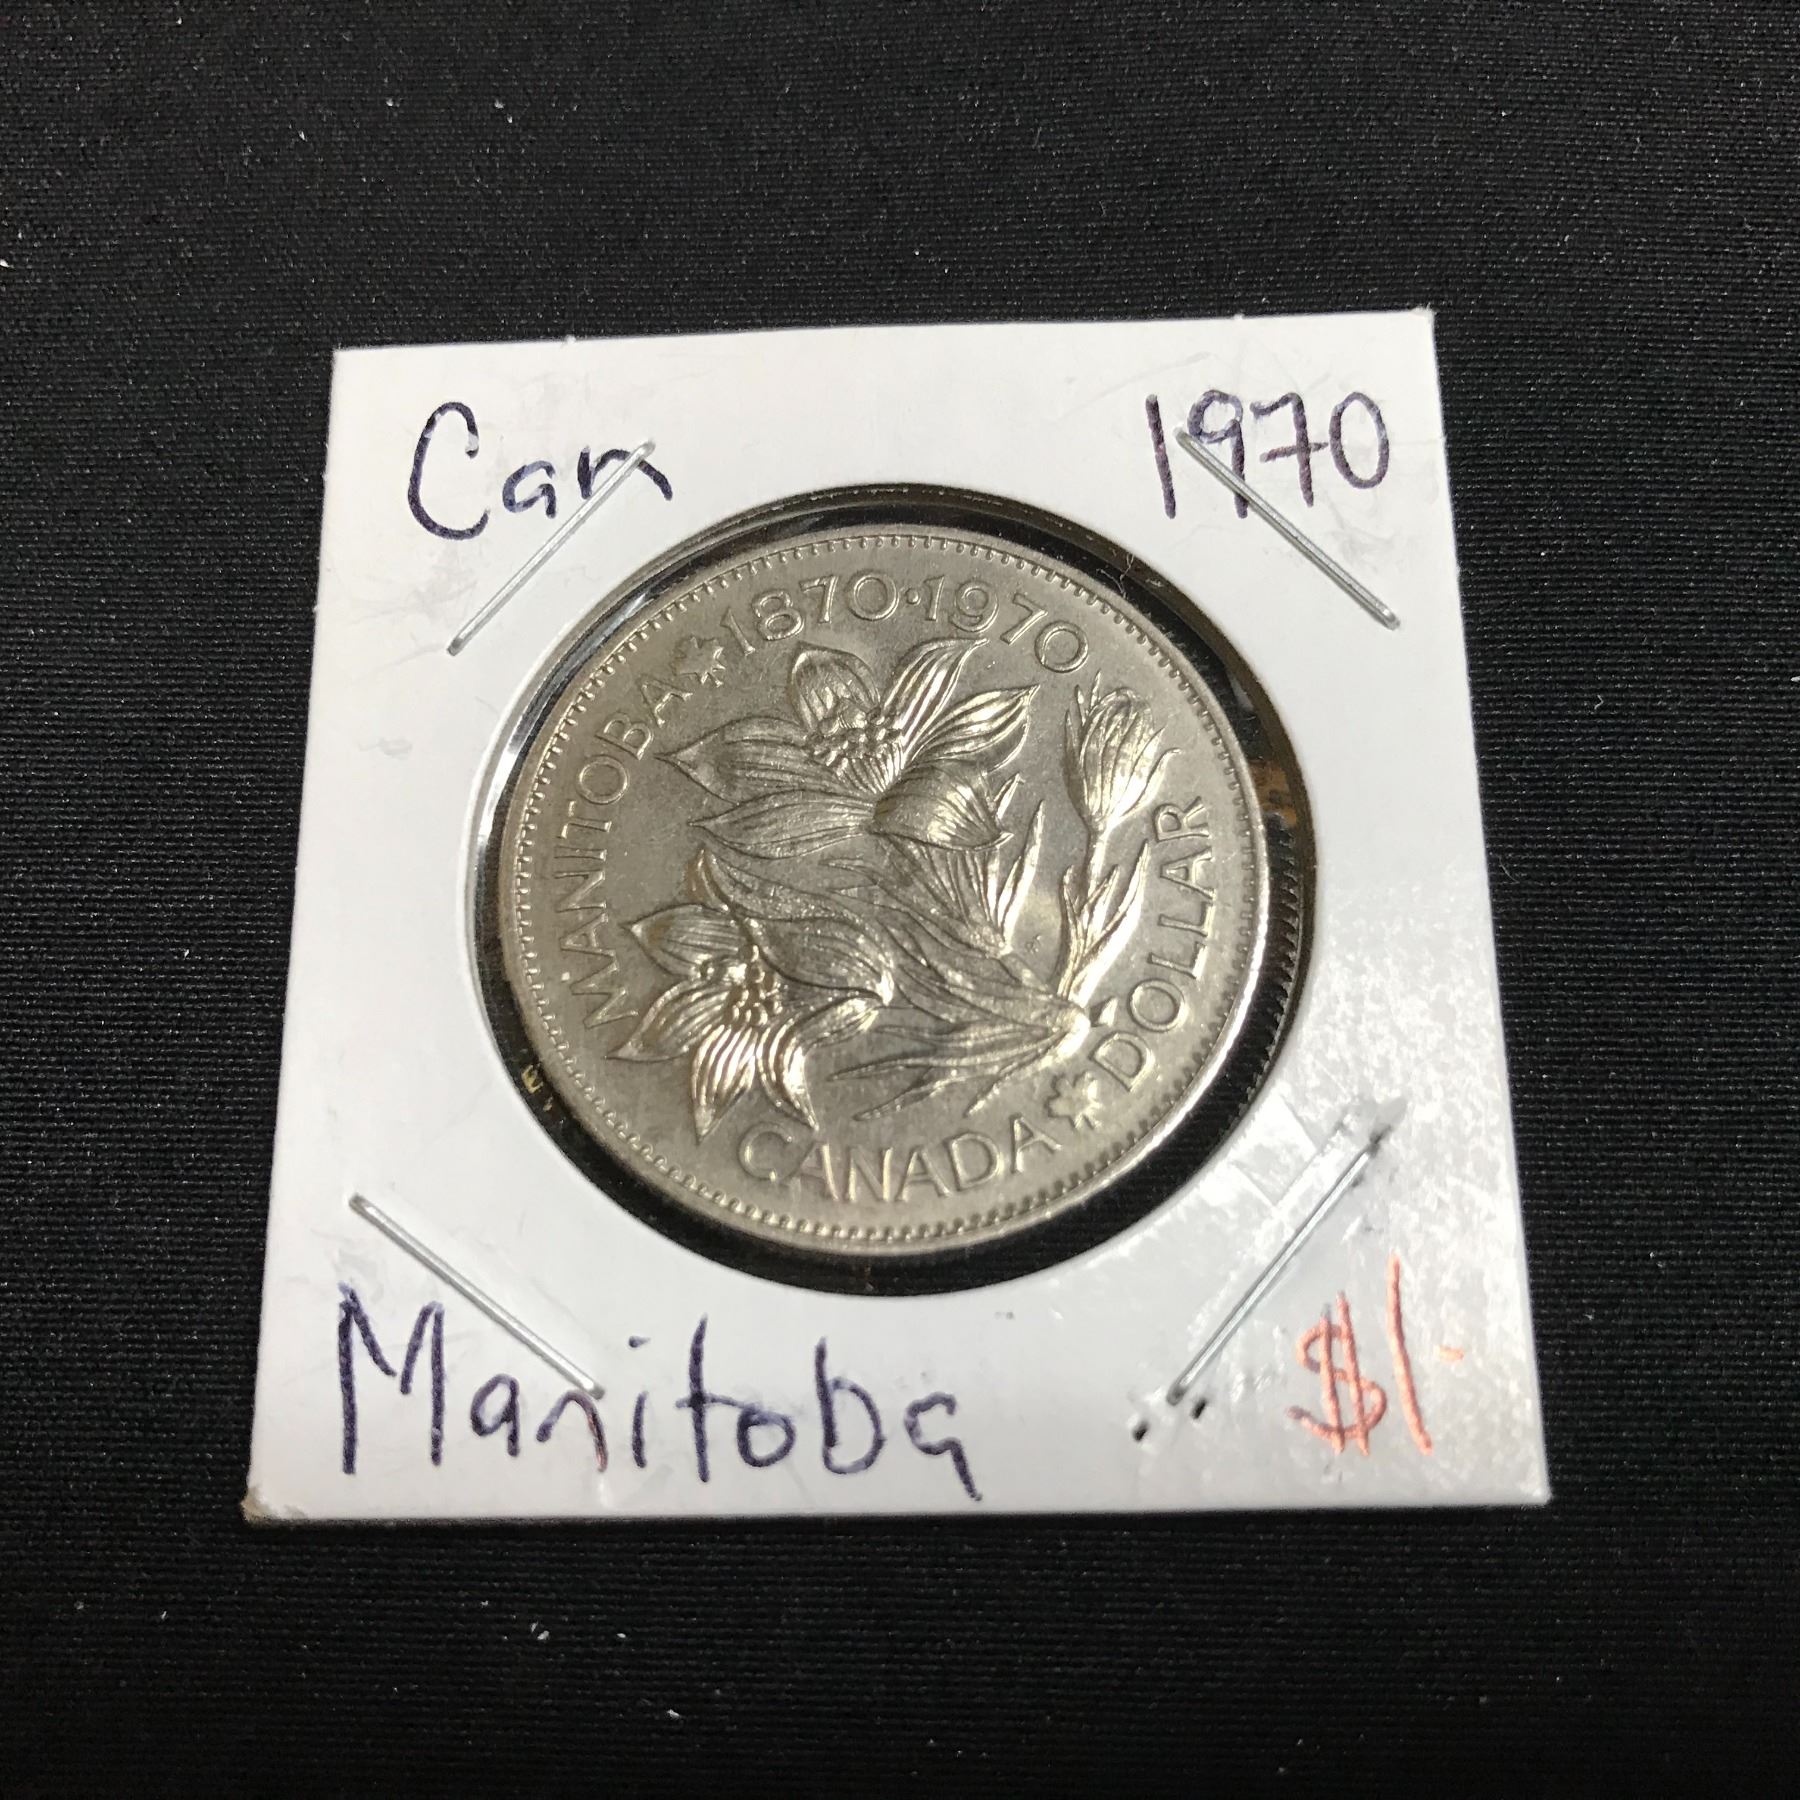 Can 1970
MANITOBA 1870·1970
CANADA DOLLAR
Manitoba $1